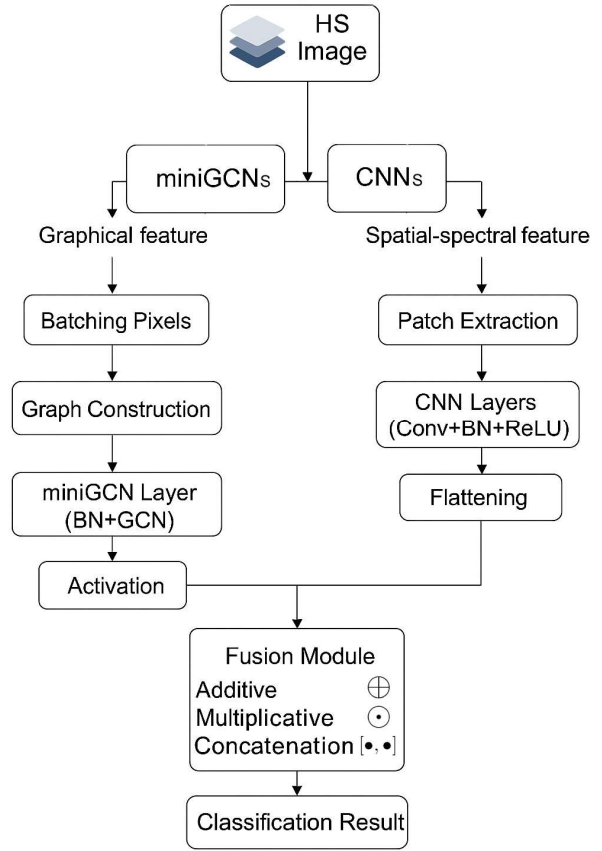 HS
Image
miniGCNs
CNNs
Graphical feature
Spatial-spectral feature
Batching Pixels
Patch Extraction
Graph Construction
CNN Layers
(Conv+BN+ReLU)
miniGCN Layer
(BN+GCN)
Flattening
Activation
Fusion Module
Additive ⊕
Multiplicative ⊙
Concatenation [•,•]
Classification Result